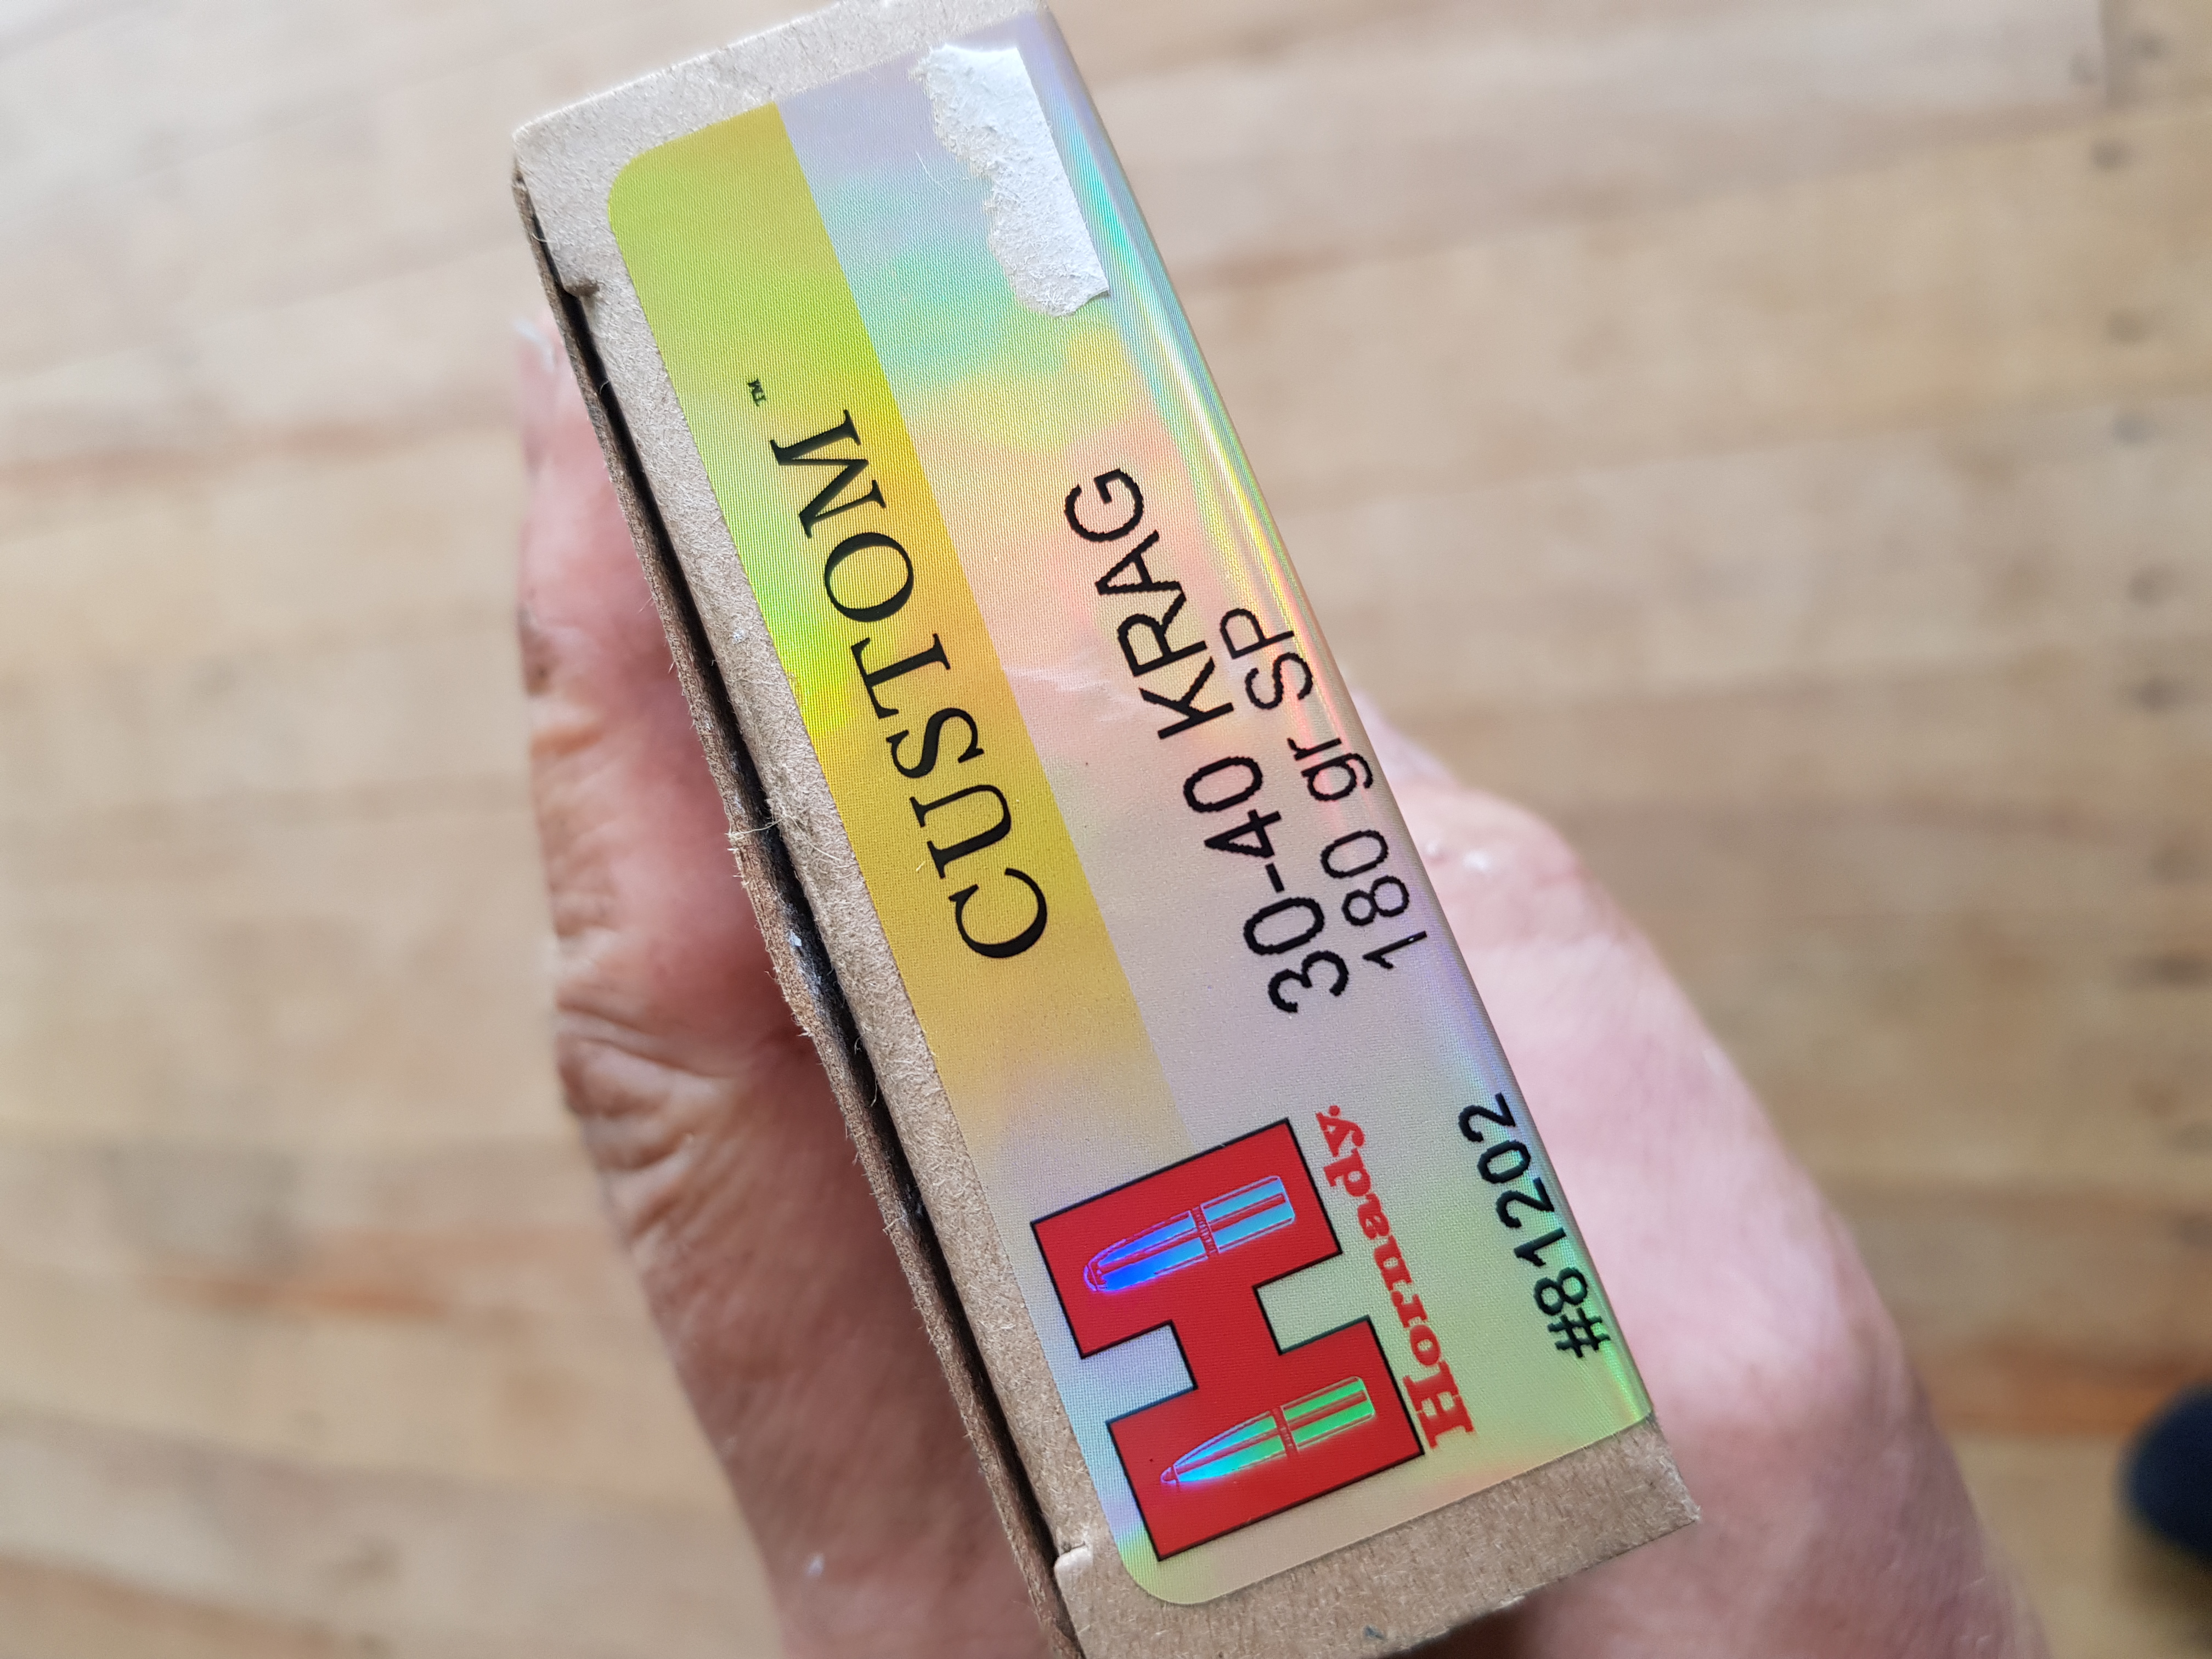 CUSTOM™
30-40 KRAG
180 gr SP
Hornady.
#81202